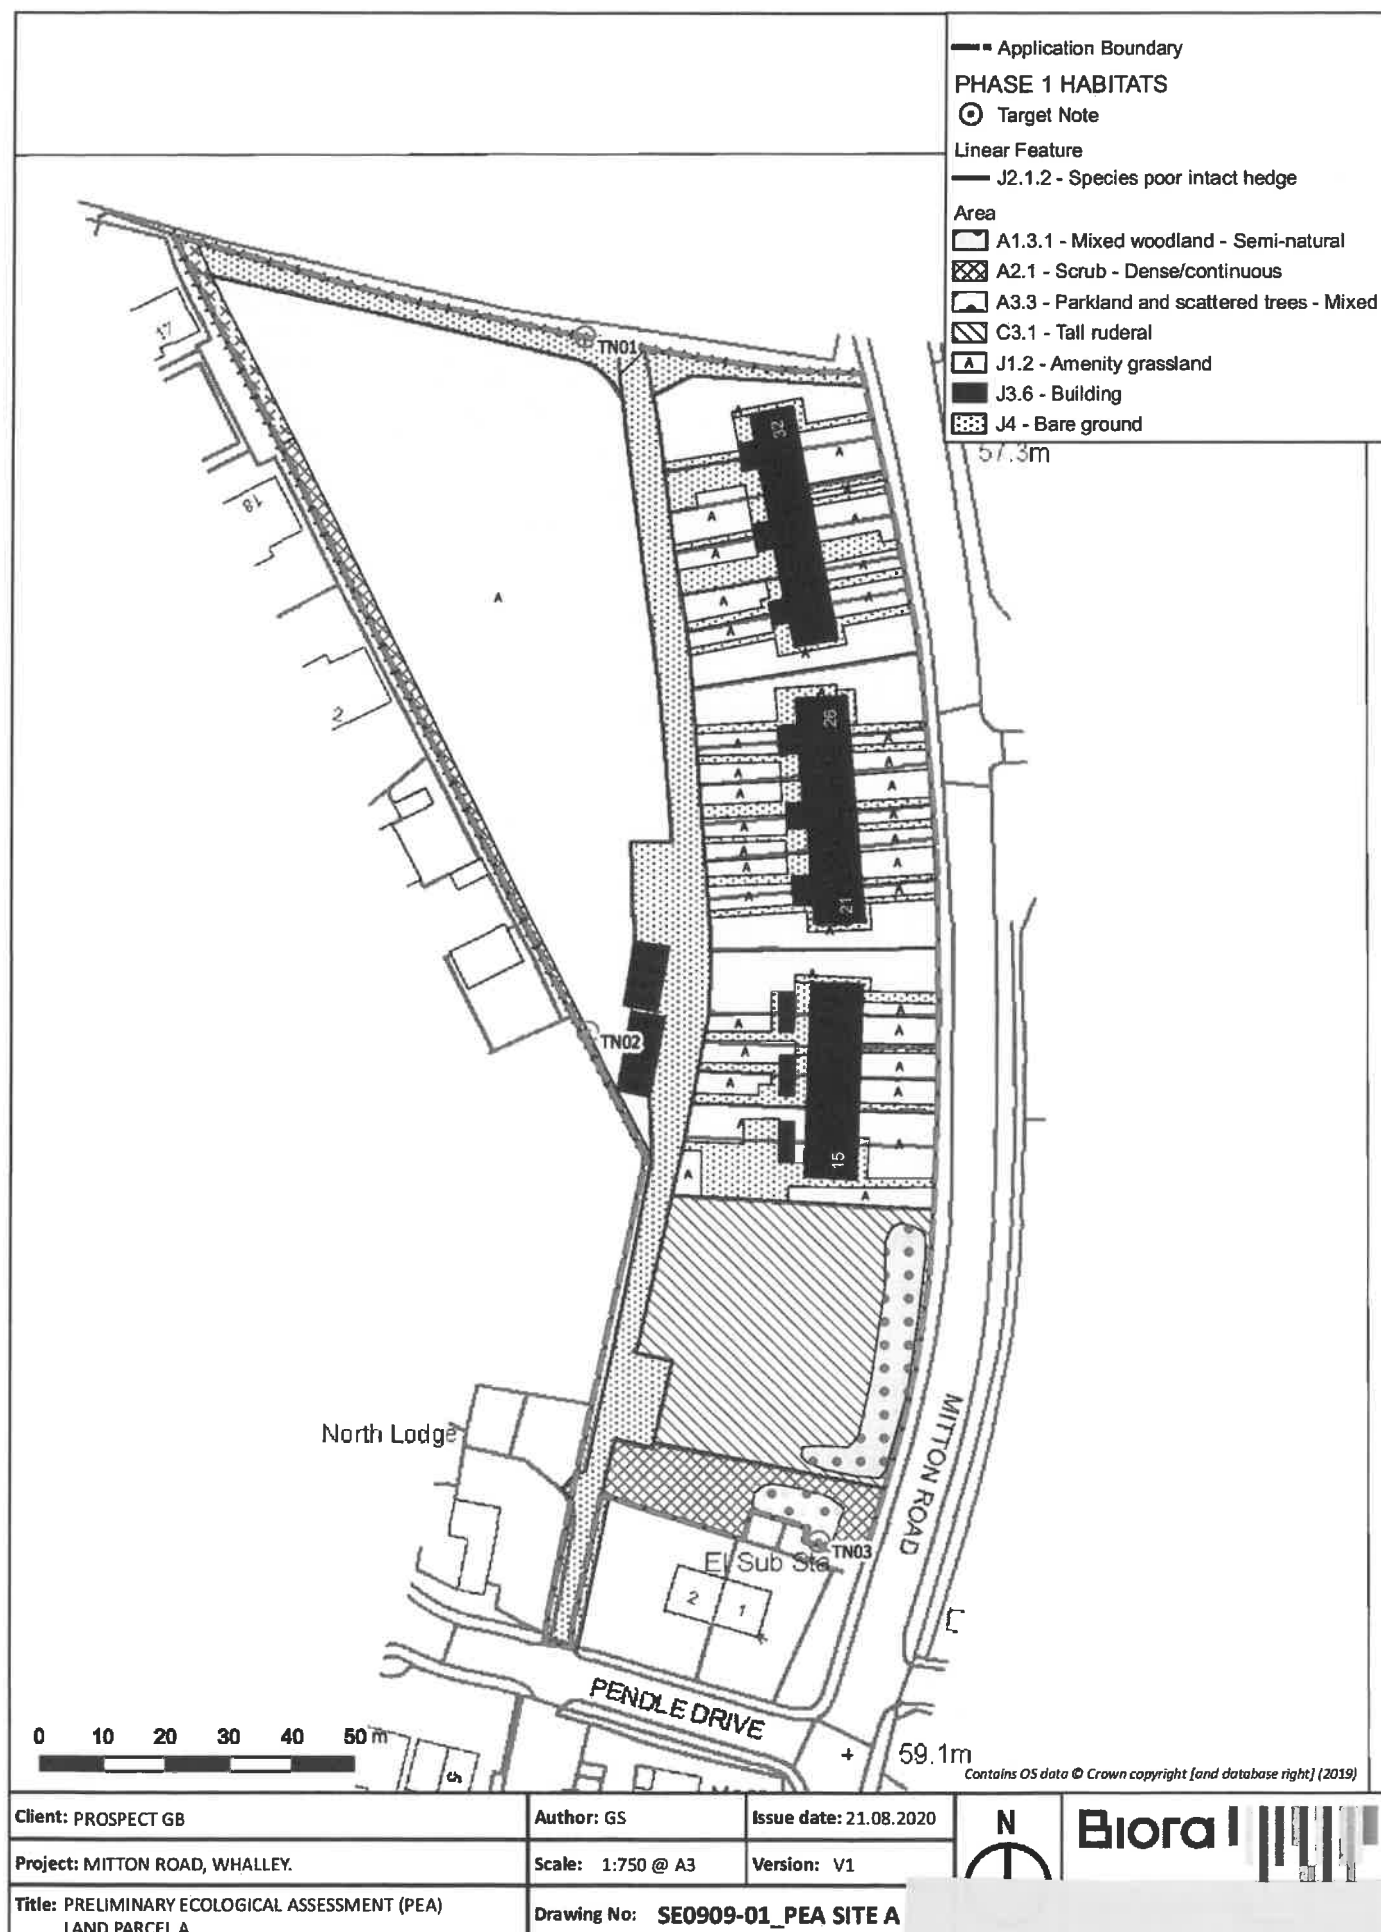 Application Boundary
PHASE 1 HABITATS
Target Note
Linear Feature
J2.1.2 - Species poor intact hedge
Area
A1.3.1 - Mixed woodland - Semi-natural
A2.1 - Scrub - Dense/continuous
A3.3 - Parkland and scattered trees - Mixed
C3.1 - Tall ruderal
A J1.2 - Amenity grassland
J3.6 - Building
J4 - Bare ground
57.3m
17
TN01
32
18
A
2
26
21
TN02
15
North Lodge
MITTON ROAD
TN03
El Sub Sta
2
1
PENDLE DRIVE
59.1m
5
0 10 20 30 40 50 m
Contains OS data © Crown copyright [and database right] (2019)
Client: PROSPECT GB
Author: GS
Issue date: 21.08.2020
N
Biora
Project: MITTON ROAD, WHALLEY.
Scale: 1:750 @ A3
Version: V1
Title: PRELIMINARY ECOLOGICAL ASSESSMENT (PEA)
LAND PARCEL A
Drawing No: SE0909-01_PEA SITE A